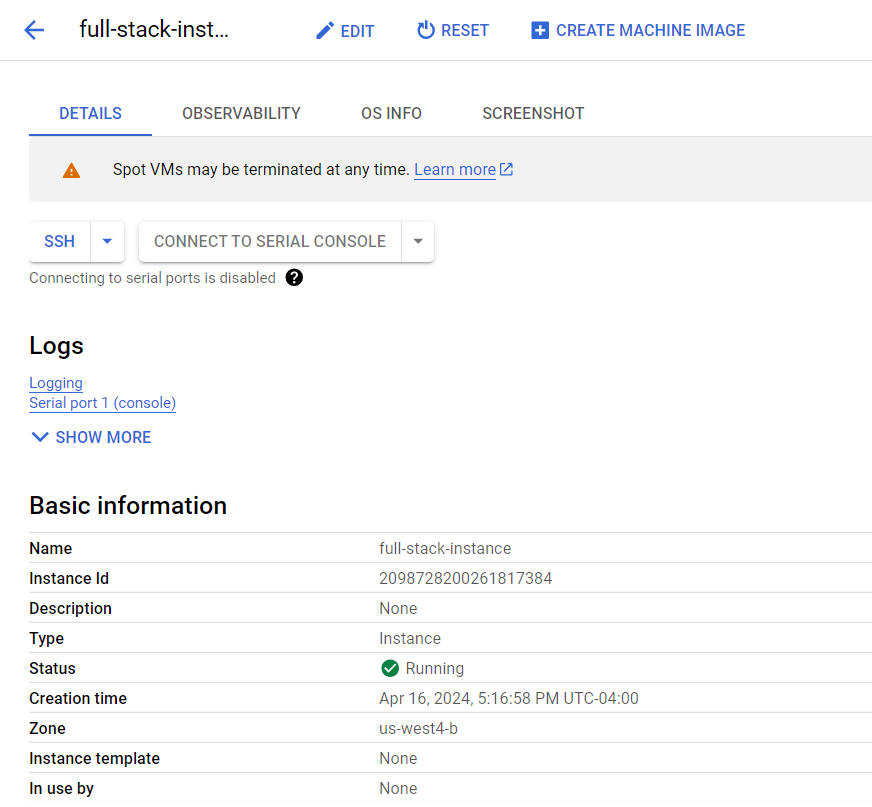 full-stack-inst... EDIT RESET CREATE MACHINE IMAGE
DETAILS OBSERVABILITY OS INFO SCREENSHOT
Spot VMs may be terminated at any time. Learn more
SSH CONNECT TO SERIAL CONSOLE
Connecting to serial ports is disabled
Logs
Logging
Serial port 1 (console)
SHOW MORE
Basic information
Name full-stack-instance
Instance Id 2098728200261817384
Description None
Type Instance
Status Running
Creation time Apr 16, 2024, 5:16:58 PM UTC-04:00
Zone us-west4-b
Instance template None
In use by None